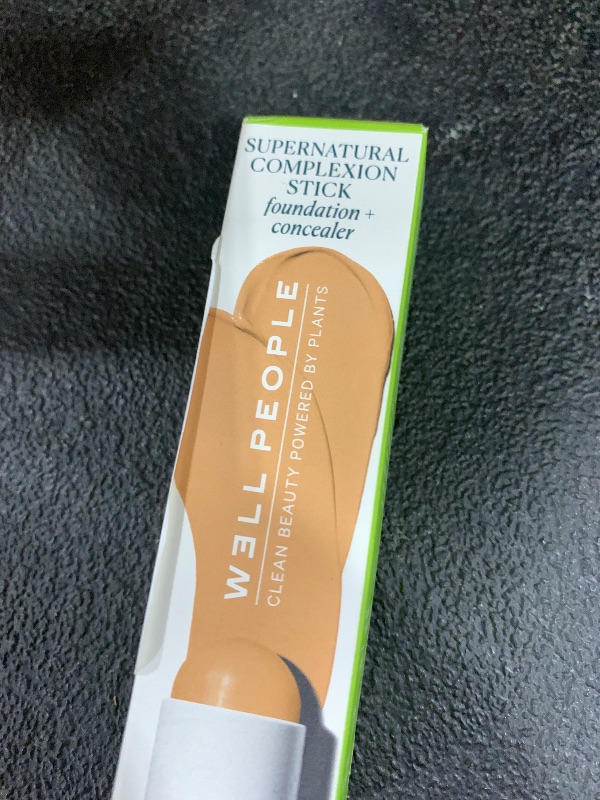 SUPERNATURAL
COMPLEXION
STICK
foundation +
concealer
WƎLL PEOPLE
CLEAN BEAUTY POWERED BY PLANTS